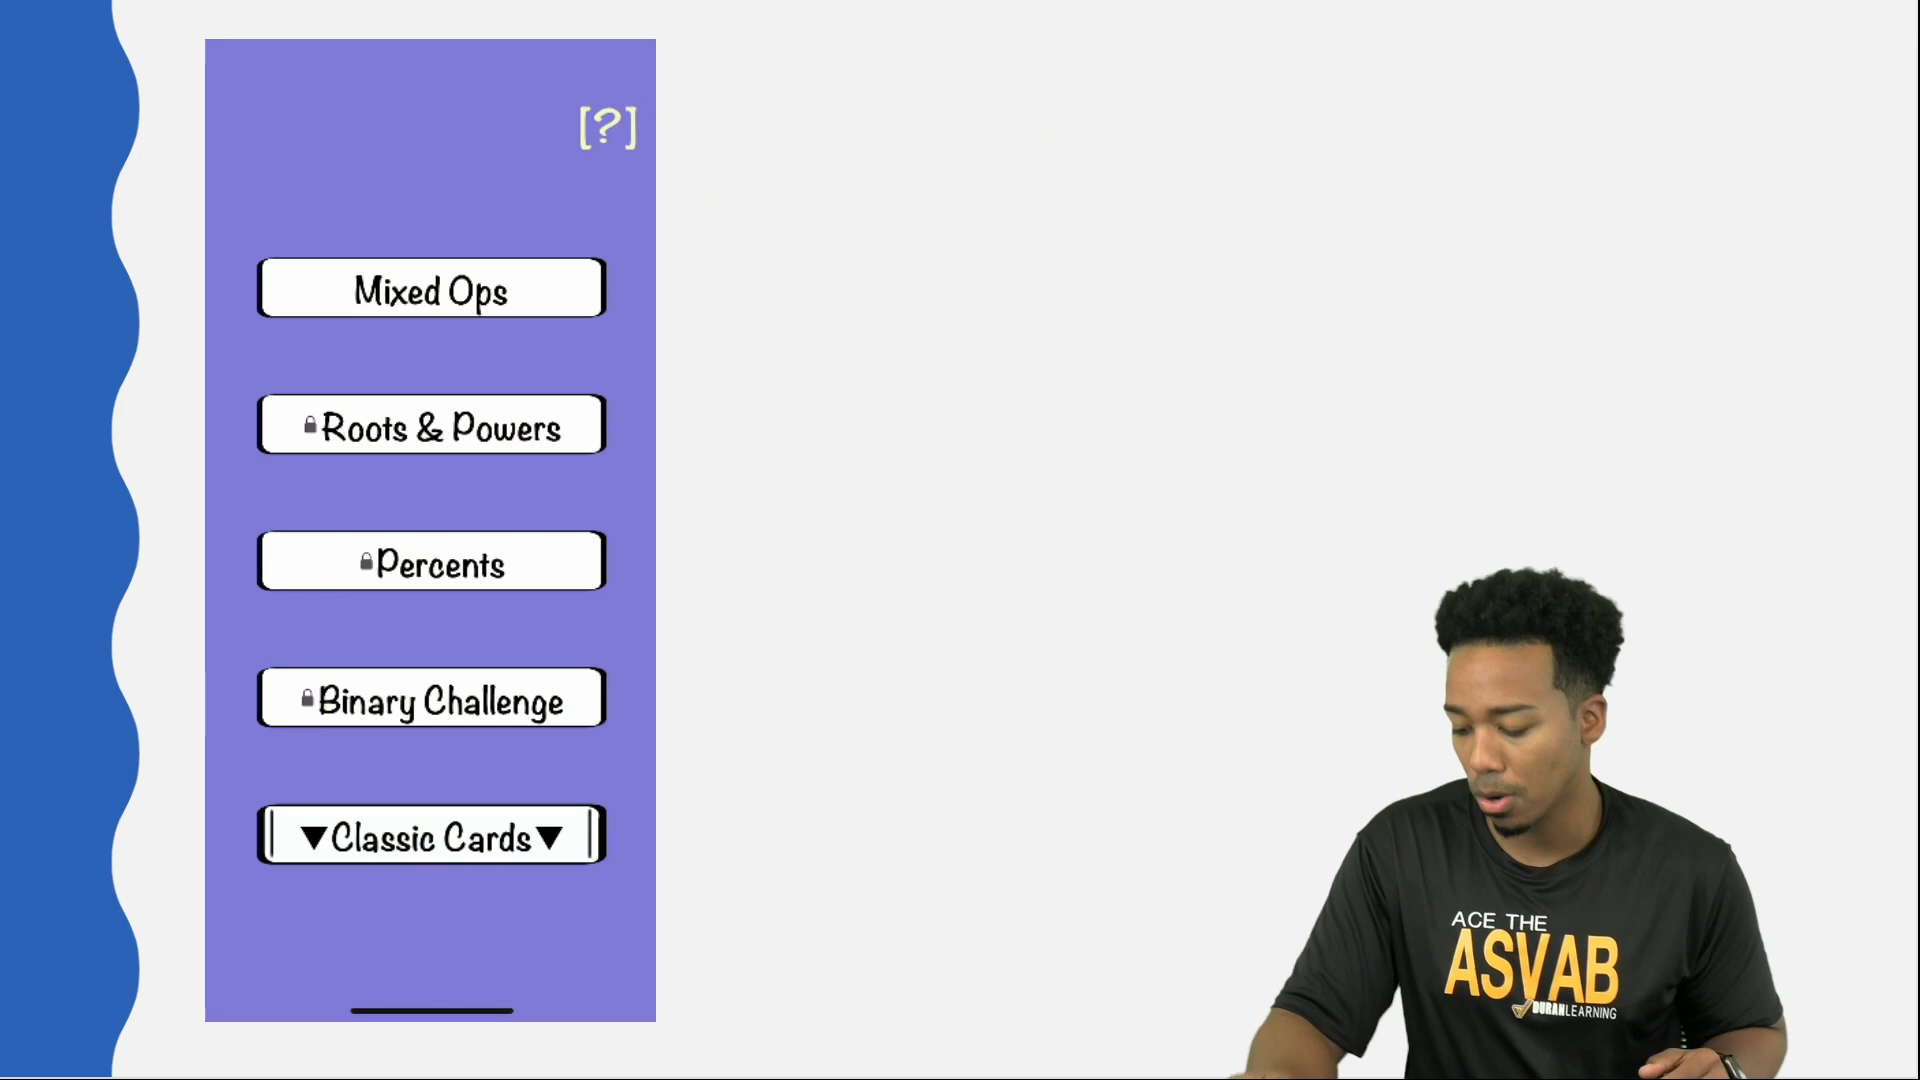 [?]
Mixed Ops
🔒Roots & Powers
🔒Percents
🔒Binary Challenge
▼Classic Cards▼
ACE THE
ASVAB
DURANLEARNING